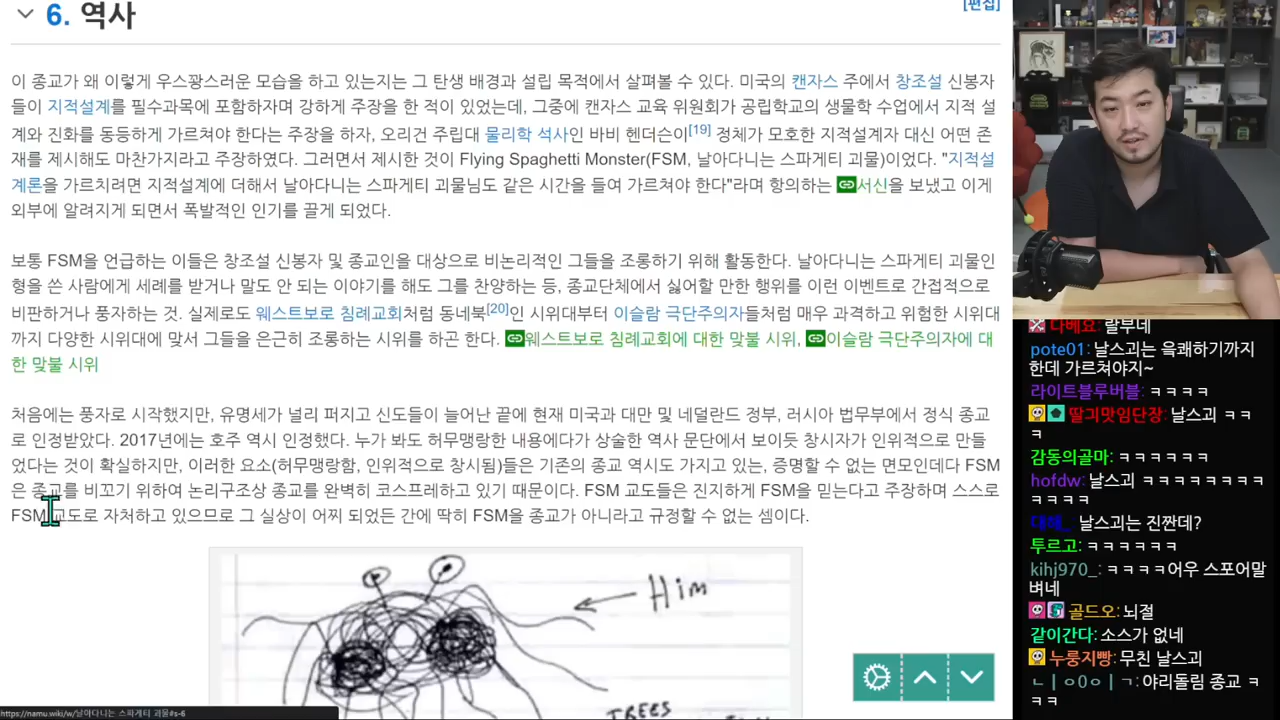 6. 역사
[편집]
이 종교가 왜 이렇게 우스꽝스러운 모습을 하고 있는지는 그 탄생 배경과 설립 목적에서 살펴볼 수 있다. 미국의 캔자스 주에서 창조설 신봉자
들이 지적설계를 필수과목에 포함하자며 강하게 주장을 한 적이 있었는데, 그중에 캔자스 교육 위원회가 공립학교의 생물학 수업에서 지적 설
계와 진화를 동등하게 가르쳐야 한다는 주장을 하자, 오리건 주립대 물리학 석사인 바비 헨더슨이[19] 정체가 모호한 지적설계자 대신 어떤 존
재를 제시해도 마찬가지라고 주장하였다. 그러면서 제시한 것이 Flying Spaghetti Monster(FSM, 날아다니는 스파게티 괴물)이었다. "지적설
계론을 가르치려면 지적설계에 더해서 날아다니는 스파게티 괴물님도 같은 시간을 들여 가르쳐야 한다"라며 항의하는 서신을 보냈고 이게
외부에 알려지게 되면서 폭발적인 인기를 끌게 되었다.
보통 FSM을 언급하는 이들은 창조설 신봉자 및 종교인을 대상으로 비논리적인 그들을 조롱하기 위해 활동한다. 날아다니는 스파게티 괴물인
형을 쓴 사람에게 세례를 받거나 말도 안 되는 이야기를 해도 그를 찬양하는 등, 종교단체에서 싫어할 만한 행위를 이런 이벤트로 간접적으로
비판하거나 풍자하는 것. 실제로도 웨스트보로 침례교회처럼 동네북[20]인 시위대부터 이슬람 극단주의자들처럼 매우 과격하고 위험한 시위대
까지 다양한 시위대에 맞서 그들을 은근히 조롱하는 시위를 하곤 한다. 웨스트보로 침례교회에 대한 맞불 시위, 이슬람 극단주의자에 대
한 맞불 시위
처음에는 풍자로 시작했지만, 유명세가 널리 퍼지고 신도들이 늘어난 끝에 현재 미국과 대만 및 네덜란드 정부, 러시아 법무부에서 정식 종교
로 인정받았다. 2017년에는 호주 역시 인정했다. 누가 봐도 허무맹랑한 내용에다가 상술한 역사 문단에서 보이듯 창시자가 인위적으로 만들
었다는 것이 확실하지만, 이러한 요소(허무맹랑함, 인위적으로 창시됨)들은 기존의 종교 역시도 가지고 있는, 증명할 수 없는 면모인데다 FSM
은 종교를 비꼬기 위하여 논리구조상 종교를 완벽히 코스프레하고 있기 때문이다. FSM 교도들은 진지하게 FSM을 믿는다고 주장하며 스스로
FSM교도로 자처하고 있으므로 그 실상이 어찌 되었든 간에 딱히 FSM을 종교가 아니라고 규정할 수 없는 셈이다.
Him
TREES
https://namu.wiki/w/날아다니는 스파게티 괴물#s-6
다베요: 랄부네
pote01: 날스괴는 윽쾌하기까지
한데 가르쳐야지~
라이트블루버블: ㅋㅋㅋㅋ
딸기맛임단장: 날스괴 ㅋㅋ
ㅋ
감동의골마: ㅋㅋㅋㅋㅋㅋ
hofdw: 날스괴 ㅋㅋㅋㅋㅋㅋㅋㅋ
ㅋㅋㅋㅋㅋ
대해_ 날스괴는 진짠데?
투르고: ㅋㅋㅋㅋㅋㅋ
kihj970_: ㅋㅋㅋㅋ어우 스포어말
벼네
골드오: 뇌절
같이간다: 소스가 없네
누룽지빵: 무친 날스괴
ㄴ|ㅇ0ㅇ|ㄱ: 야리돌림 종교 ㅋ
ㅋㅋ